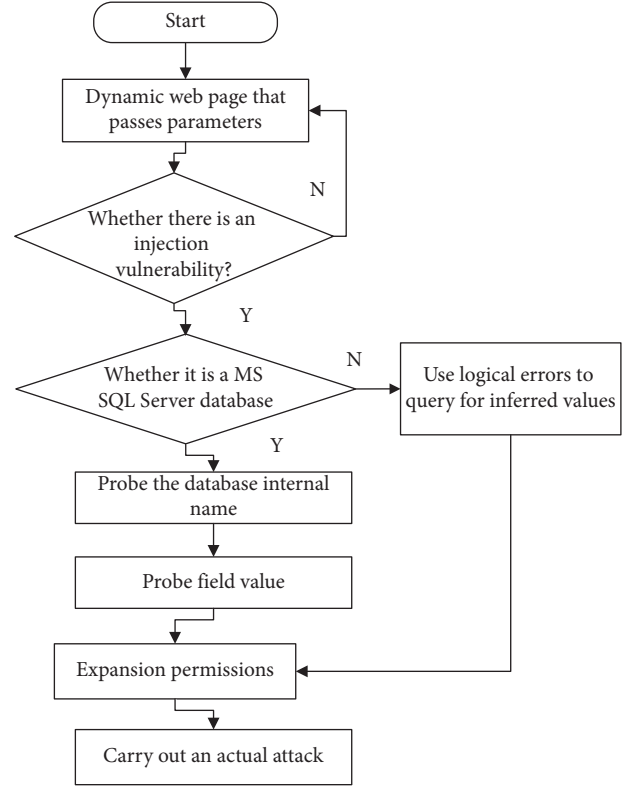 Start
Dynamic web page that
passes parameters
N
Whether there is an
injection
vulnerability?
Y
Whether it is a MS
SQL Server database
N
Use logical errors to
query for inferred values
Y
Probe the database internal
name
Probe field value
Expansion permissions
Carry out an actual attack